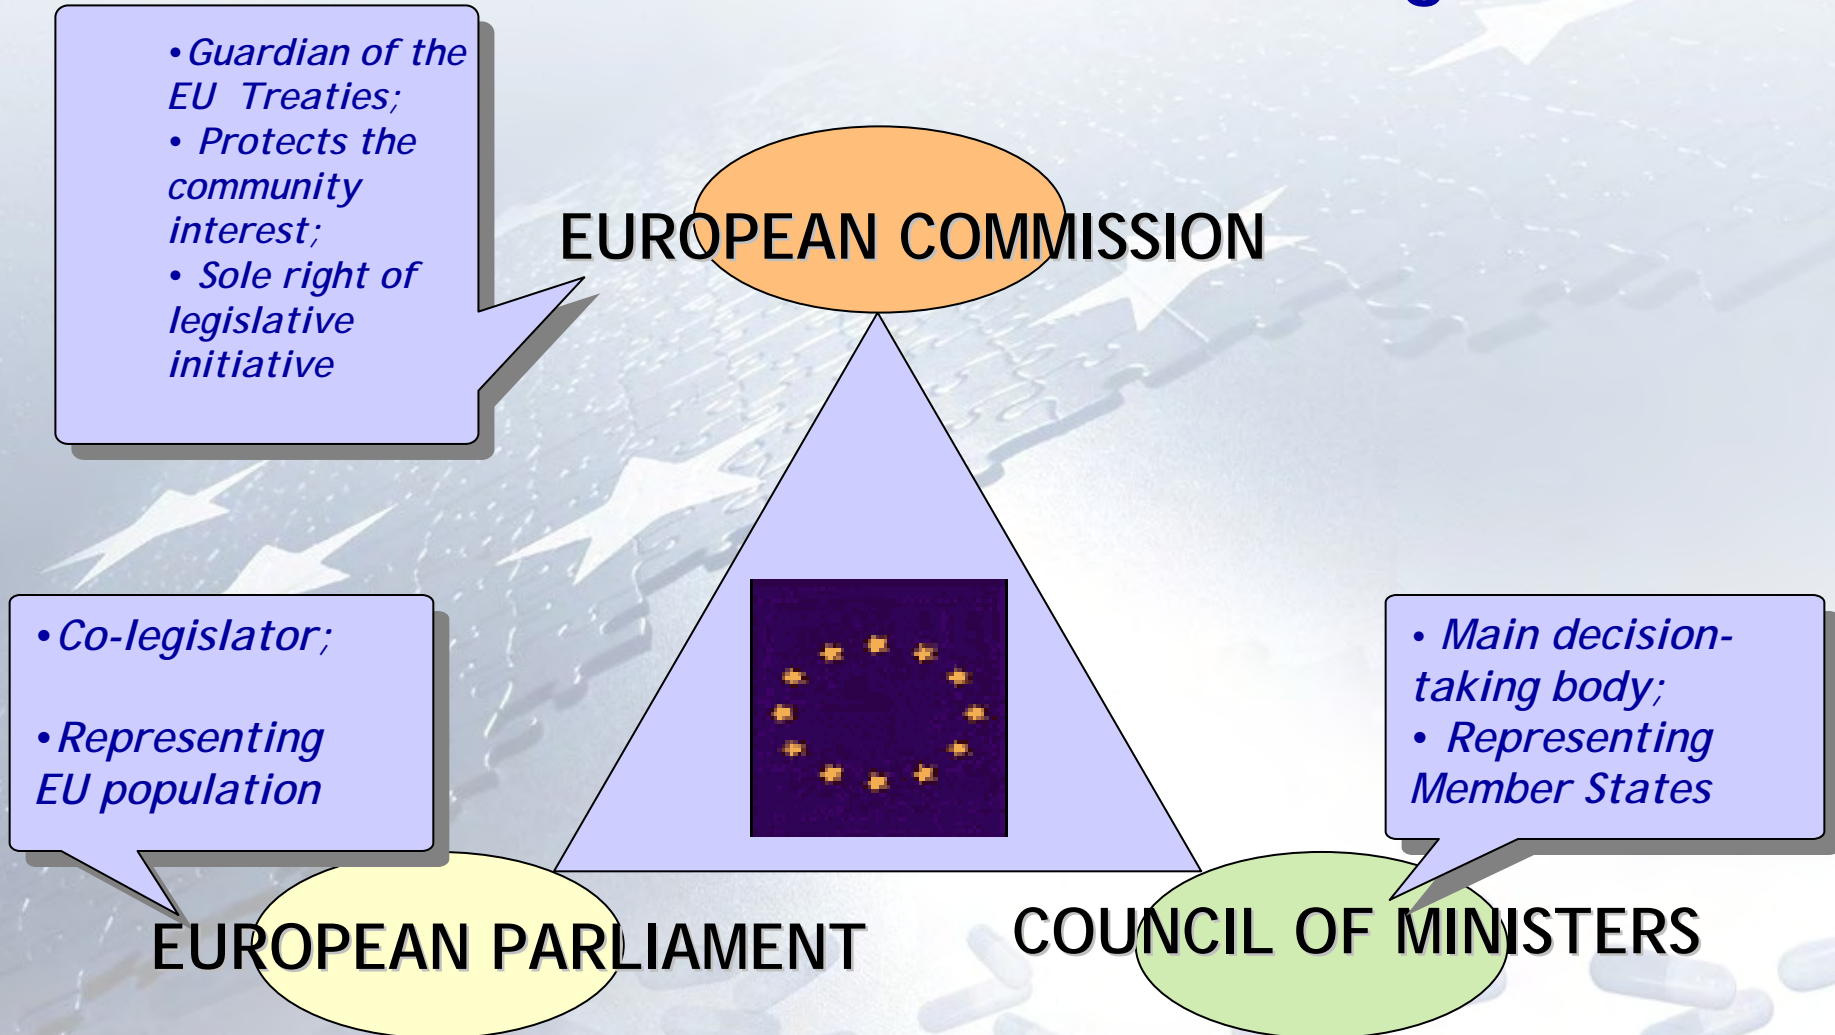 •Guardian of the
EU Treaties;
• Protects the
community
interest;
• Sole right of
legislative
initiative
EUROPEAN COMMISSION
•Co-legislator;
•Representing
EU population
• Main decision-
taking body;
• Representing
Member States
EUROPEAN PARLIAMENT
COUNCIL OF MINISTERS